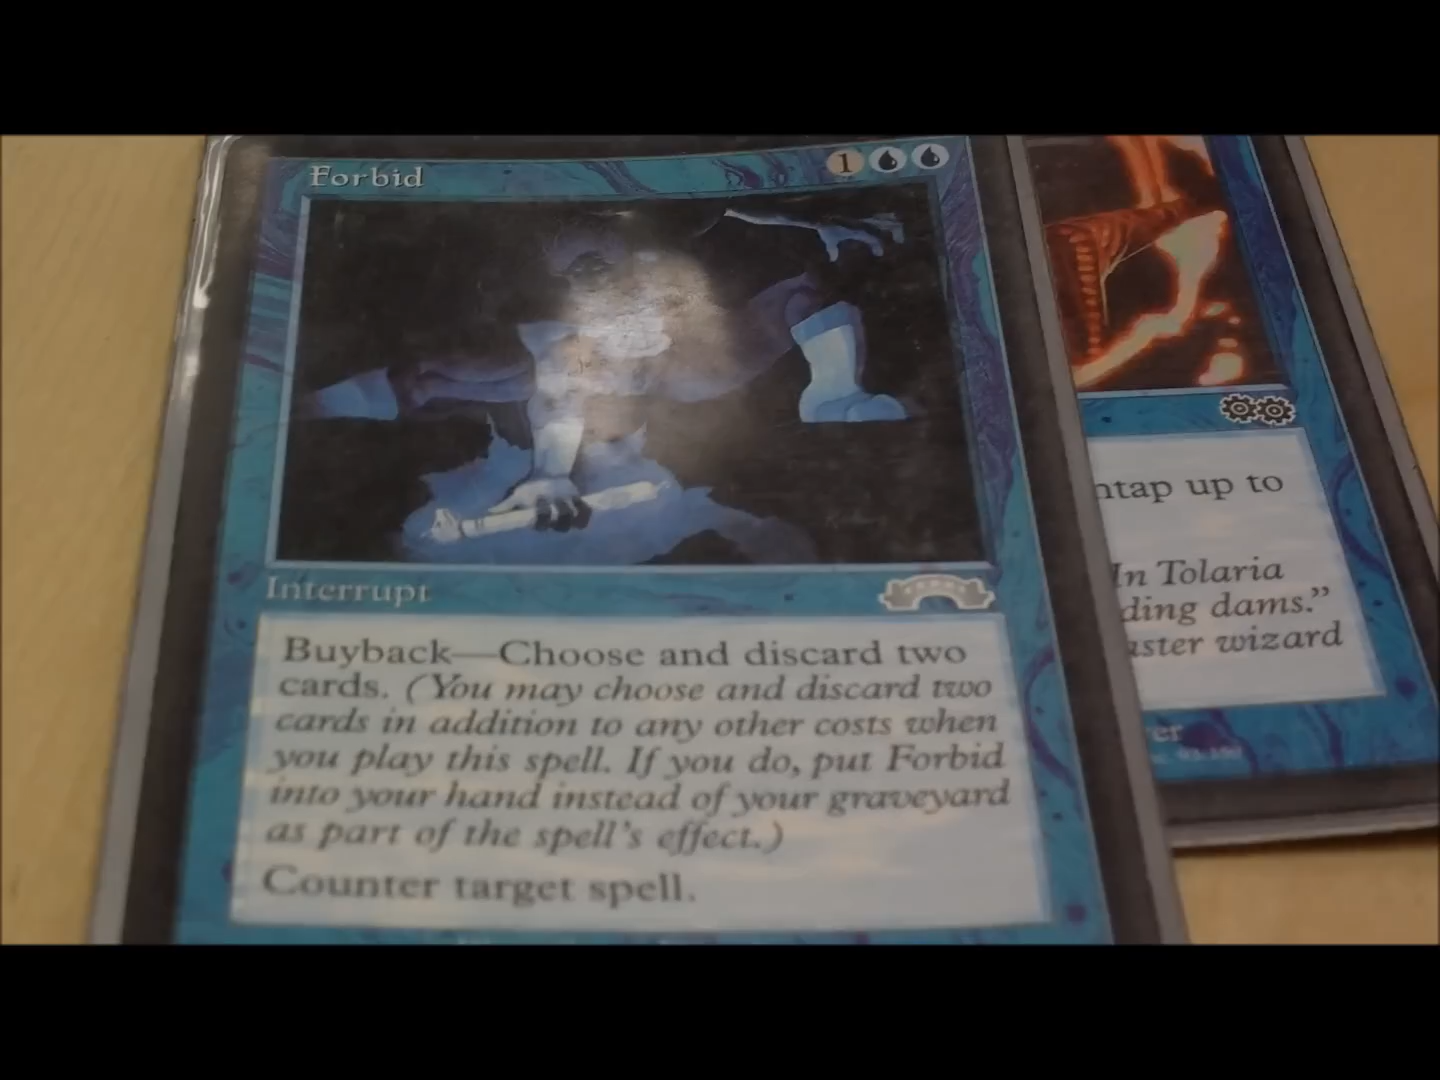 Forbid
1
Interrupt
Buyback—Choose and discard two
cards. (You may choose and discard two
cards in addition to any other costs when
you play this spell. If you do, put Forbid
into your hand instead of your graveyard
as part of the spell's effect.)
Counter target spell.
ntap up to
In Tolaria
ding dams.”
aster wizard